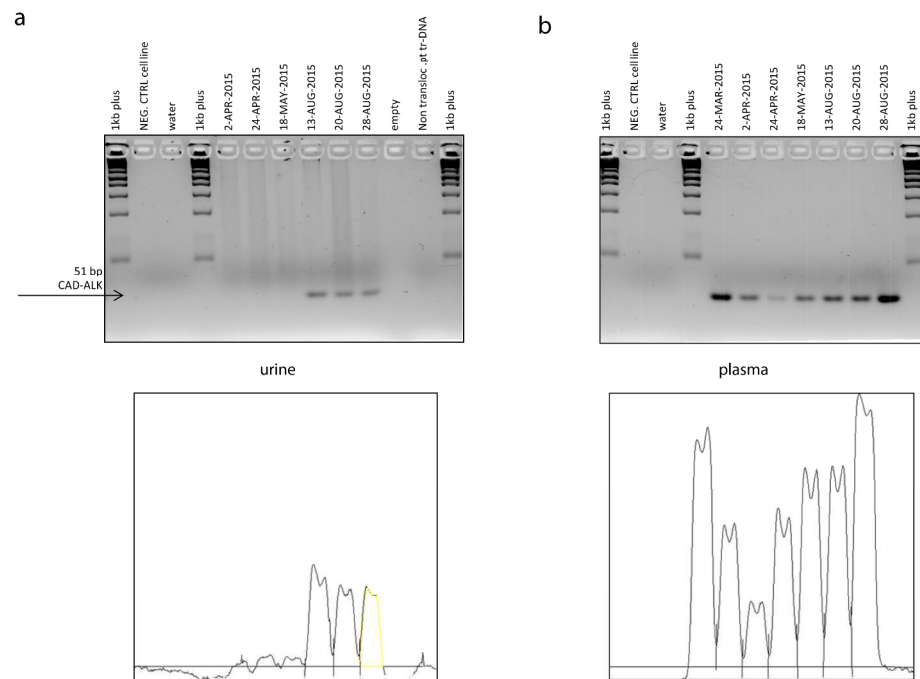 a
1kb plus
NEG. CTRL cell line
water
1kb plus
2-APR-2015
24-APR-2015
18-MAY-2015
13-AUG-2015
20-AUG-2015
28-AUG-2015
empty
Non transloc .pt tr-DNA
1kb plus
51 bp
CAD-ALK
urine
b
1kb plus
NEG. CTRL cell line
water
1kb plus
24-MAR-2015
2-APR-2015
24-APR-2015
18-MAY-2015
13-AUG-2015
20-AUG-2015
28-AUG-2015
1kb plus
plasma